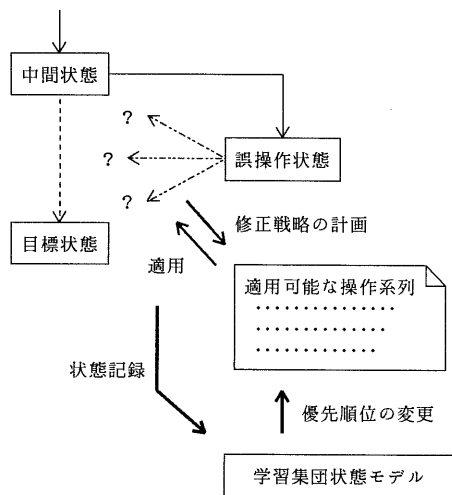 中間状態
?
誤操作状態
?
?
修正戦略の計画
目標状態
適用
適用可能な操作系列
状態記録
優先順位の変更
学習集団状態モデル